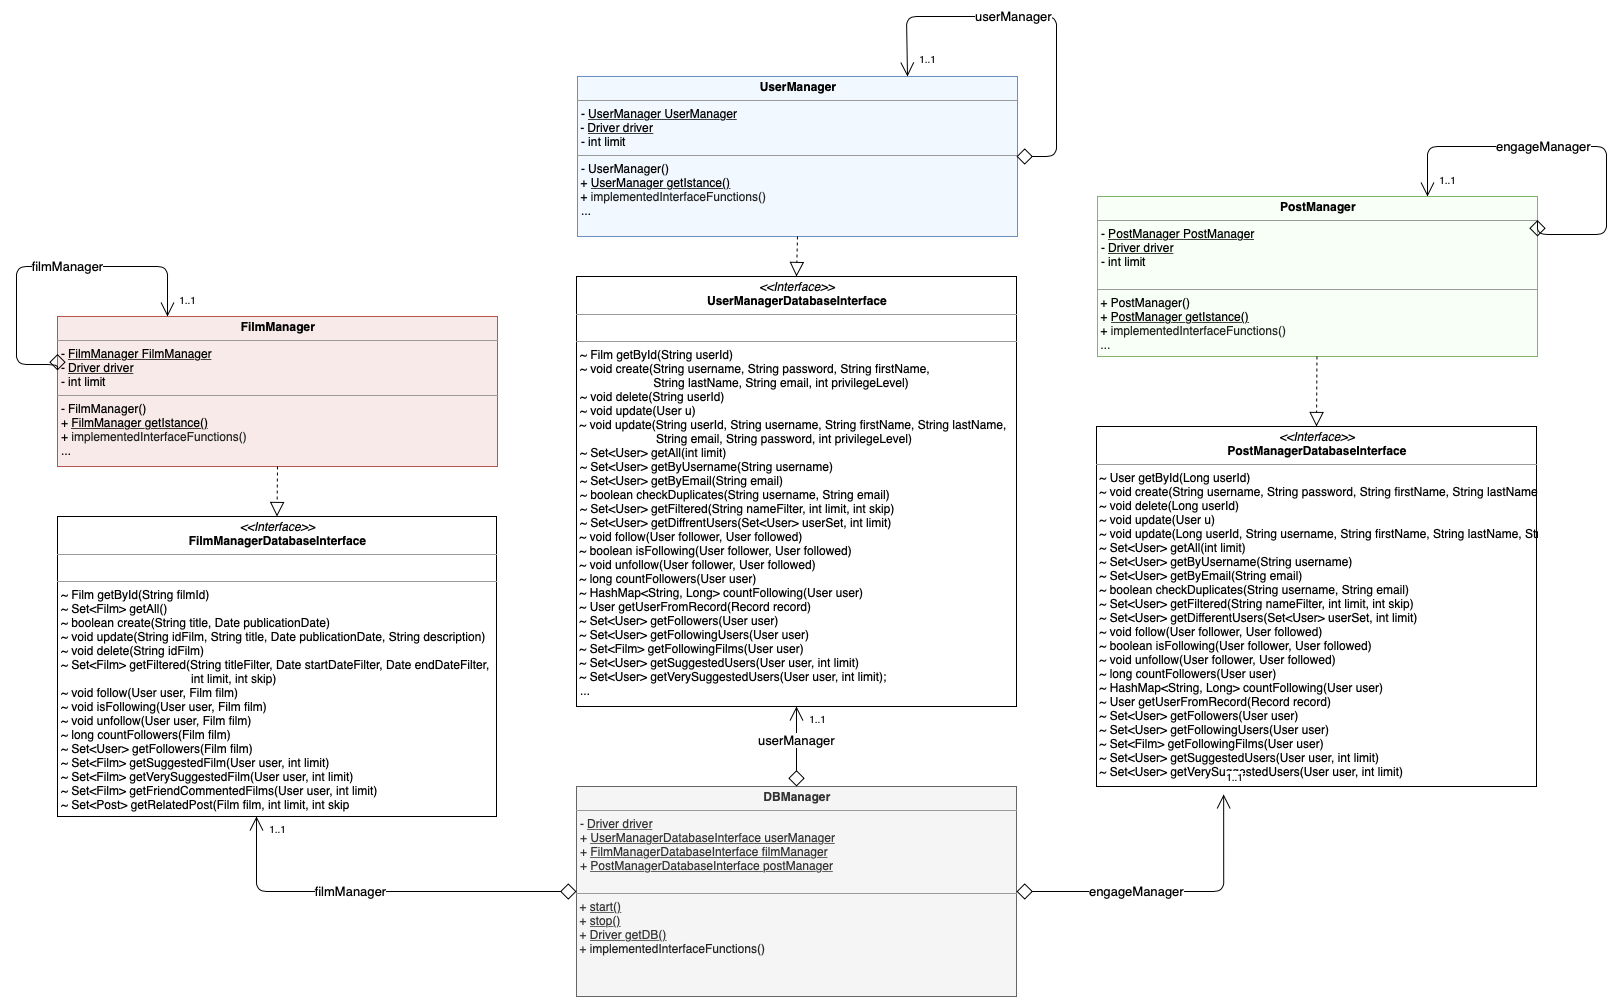 userManager
1..1
UserManager
- UserManager UserManager
- Driver driver
- int limit
- UserManager()
+ UserManager getIstance()
+ implementedInterfaceFunctions()
...
engageManager
1..1
PostManager
- PostManager PostManager
- Driver driver
- int limit
+ PostManager()
+ PostManager getIstance()
+ implementedInterfaceFunctions()
...
filmManager
1..1
FilmManager
- FilmManager FilmManager
- Driver driver
- int limit
- FilmManager()
+ FilmManager getIstance()
+ implementedInterfaceFunctions()
...
<<Interface>>
UserManagerDatabaseInterface
~ Film getById(String userId)
~ void create(String username, String password, String firstName,
String lastName, String email, int privilegeLevel)
~ void delete(String userId)
~ void update(User u)
~ void update(String userId, String username, String firstName, String lastName,
String email, String password, int privilegeLevel)
~ Set<User> getAll(int limit)
~ Set<User> getByUsername(String username)
~ Set<User> getByEmail(String email)
~ boolean checkDuplicates(String username, String email)
~ Set<User> getFiltered(String nameFilter, int limit, int skip)
~ Set<User> getDiffrentUsers(Set<User> userSet, int limit)
~ void follow(User follower, User followed)
~ boolean isFollowing(User follower, User followed)
~ void unfollow(User follower, User followed)
~ long countFollowers(User user)
~ HashMap<String, Long> countFollowing(User user)
~ User getUserFromRecord(Record record)
~ Set<User> getFollowers(User user)
~ Set<User> getFollowingUsers(User user)
~ Set<Film> getFollowingFilms(User user)
~ Set<User> getSuggestedUsers(User user, int limit)
~ Set<User> getVerySuggestedUsers(User user, int limit);
...
<<Interface>>
PostManagerDatabaseInterface
~ User getById(Long userId)
~ void create(String username, String password, String firstName, String lastName
~ void delete(Long userId)
~ void update(User u)
~ void update(Long userId, String username, String firstName, String lastName, St
~ Set<User> getAll(int limit)
~ Set<User> getByUsername(String username)
~ Set<User> getByEmail(String email)
~ boolean checkDuplicates(String username, String email)
~ Set<User> getFiltered(String nameFilter, int limit, int skip)
~ Set<User> getDifferentUsers(Set<User> userSet, int limit)
~ void follow(User follower, User followed)
~ boolean isFollowing(User follower, User followed)
~ void unfollow(User follower, User followed)
~ long countFollowers(User user)
~ HashMap<String, Long> countFollowing(User user)
~ User getUserFromRecord(Record record)
~ Set<User> getFollowers(User user)
~ Set<User> getFollowingUsers(User user)
~ Set<Film> getFollowingFilms(User user)
~ Set<User> getSuggestedUsers(User user, int limit)
~ Set<User> getVerySuggestedUsers(User user, int limit)
1..1
<<Interface>>
FilmManagerDatabaseInterface
~ Film getById(String filmId)
~ Set<Film> getAll()
~ boolean create(String title, Date publicationDate)
~ void update(String idFilm, String title, Date publicationDate, String description)
~ void delete(String idFilm)
~ Set<Film> getFiltered(String titleFilter, Date startDateFilter, Date endDateFilter,
int limit, int skip)
~ void follow(User user, Film film)
~ void isFollowing(User user, Film film)
~ void unfollow(User user, Film film)
~ long countFollowers(Film film)
~ Set<User> getFollowers(Film film)
~ Set<Film> getSuggestedFilm(User user, int limit)
~ Set<Film> getVerySuggestedFilm(User user, int limit)
~ Set<Film> getFriendCommentedFilms(User user, int limit)
~ Set<Post> getRelatedPost(Film film, int limit, int skip
1..1
filmManager
1..1
userManager
DBManager
- Driver driver
+ UserManagerDatabaseInterface userManager
+ FilmManagerDatabaseInterface filmManager
+ PostManagerDatabaseInterface postManager
+ start()
+ stop()
+ Driver getDB()
+ implementedInterfaceFunctions()
engageManager